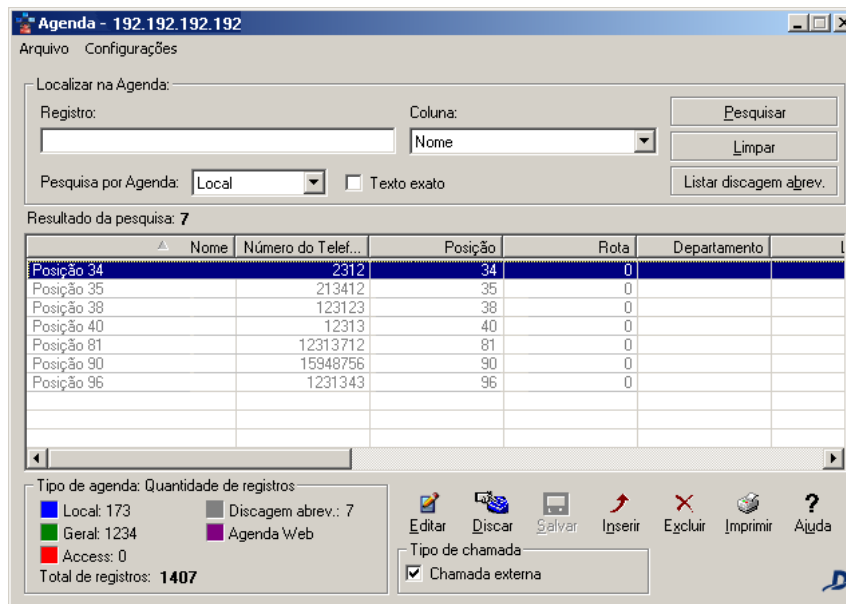 Agenda - 192.192.192.192
Arquivo Configurações
Localizar na Agenda:
Registro: Coluna: Pesquisar
Nome Limpar
Pesquisa por Agenda: Local Texto exato Listar discagem abrev.
Resultado da pesquisa: 7
Nome Número do Telef... Posição Rota Departamento L
Posição 34 2312 34 0
Posição 35 213412 35 0
Posição 38 123123 38 0
Posição 40 12313 40 0
Posição 81 12313712 81 0
Posição 90 15948756 90 0
Posição 96 1231343 96 0
Tipo de agenda: Quantidade de registros
Local: 173 Discagem abrev.: 7
Geral: 1234 Agenda Web
Access: 0
Total de registros: 1407
Editar Discar Salvar Inserir Excluir Imprimir Ajuda
Tipo de chamada
Chamada externa